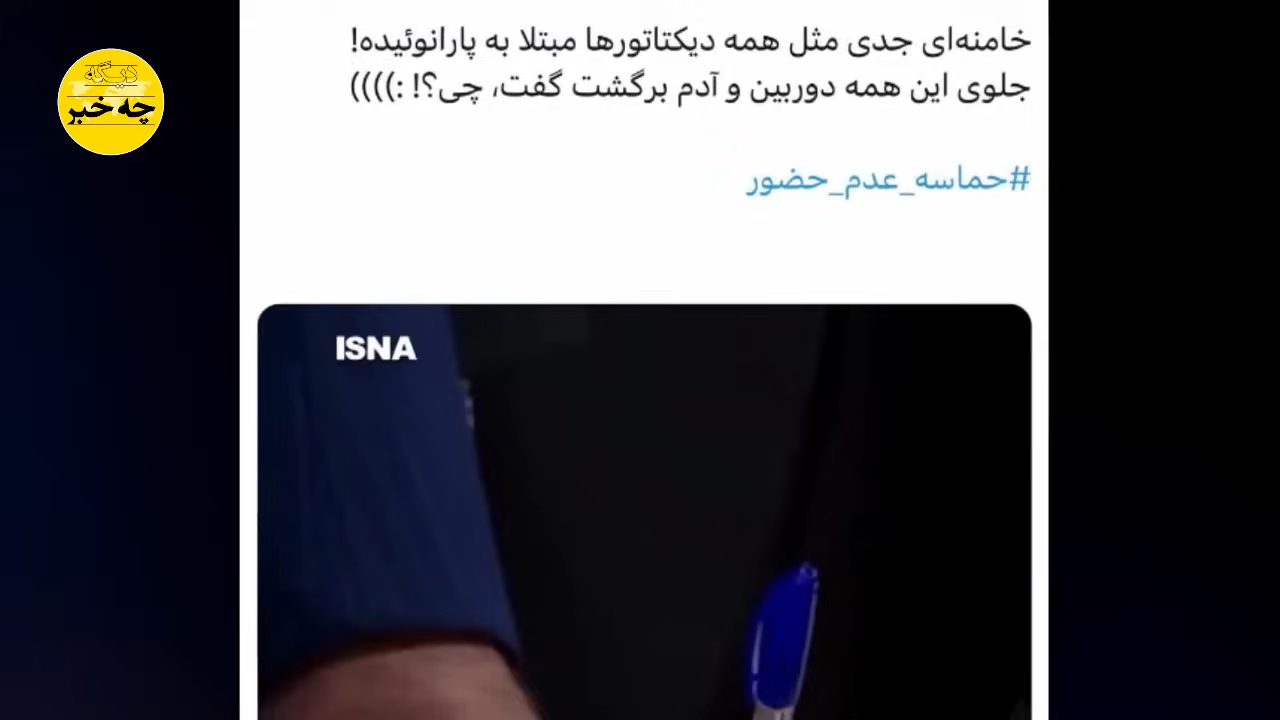 خامنه‌ای جدی مثل همه دیکتاتورها مبتلا به پارانوئیده!
جلوی این همه دوربین و آدم برگشت گفت، چی؟! :))))
#حماسه_عدم_حضور
دیگه
چه خبر
ISNA